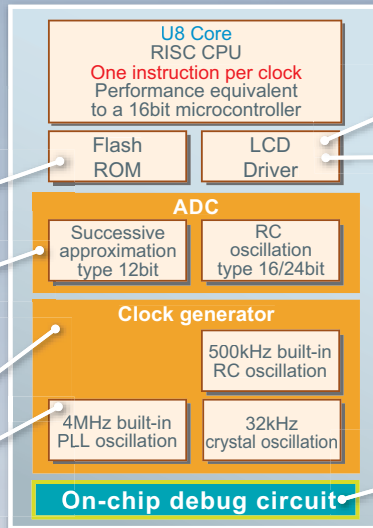 U8 Core
RISC CPU
One instruction per clock
Performance equivalent
to a 16bit microcontroller
Flash
ROM
LCD
Driver
ADC
Successive
approximation
type 12bit
RC
oscillation
type 16/24bit
Clock generator
500kHz built-in
RC oscillation
4MHz built-in
PLL oscillation
32kHz
crystal oscillation
On-chip debug circuit